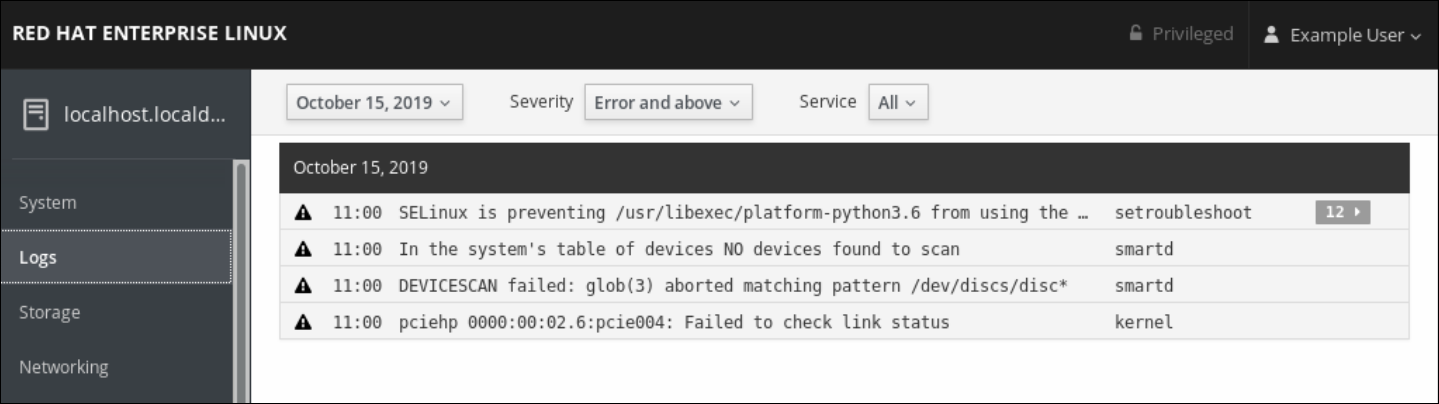 RED HAT ENTERPRISE LINUX Privileged Example User
localhost.locald... October 15, 2019 Severity Error and above Service All
October 15, 2019
System
11:00 SELinux is preventing /usr/libexec/platform-python3.6 from using the … setroubleshoot 12
Logs
11:00 In the system's table of devices NO devices found to scan smartd
11:00 DEVICESCAN failed: glob(3) aborted matching pattern /dev/discs/disc* smartd
Storage
11:00 pciehp 0000:00:02.6:pcie004: Failed to check link status kernel
Networking